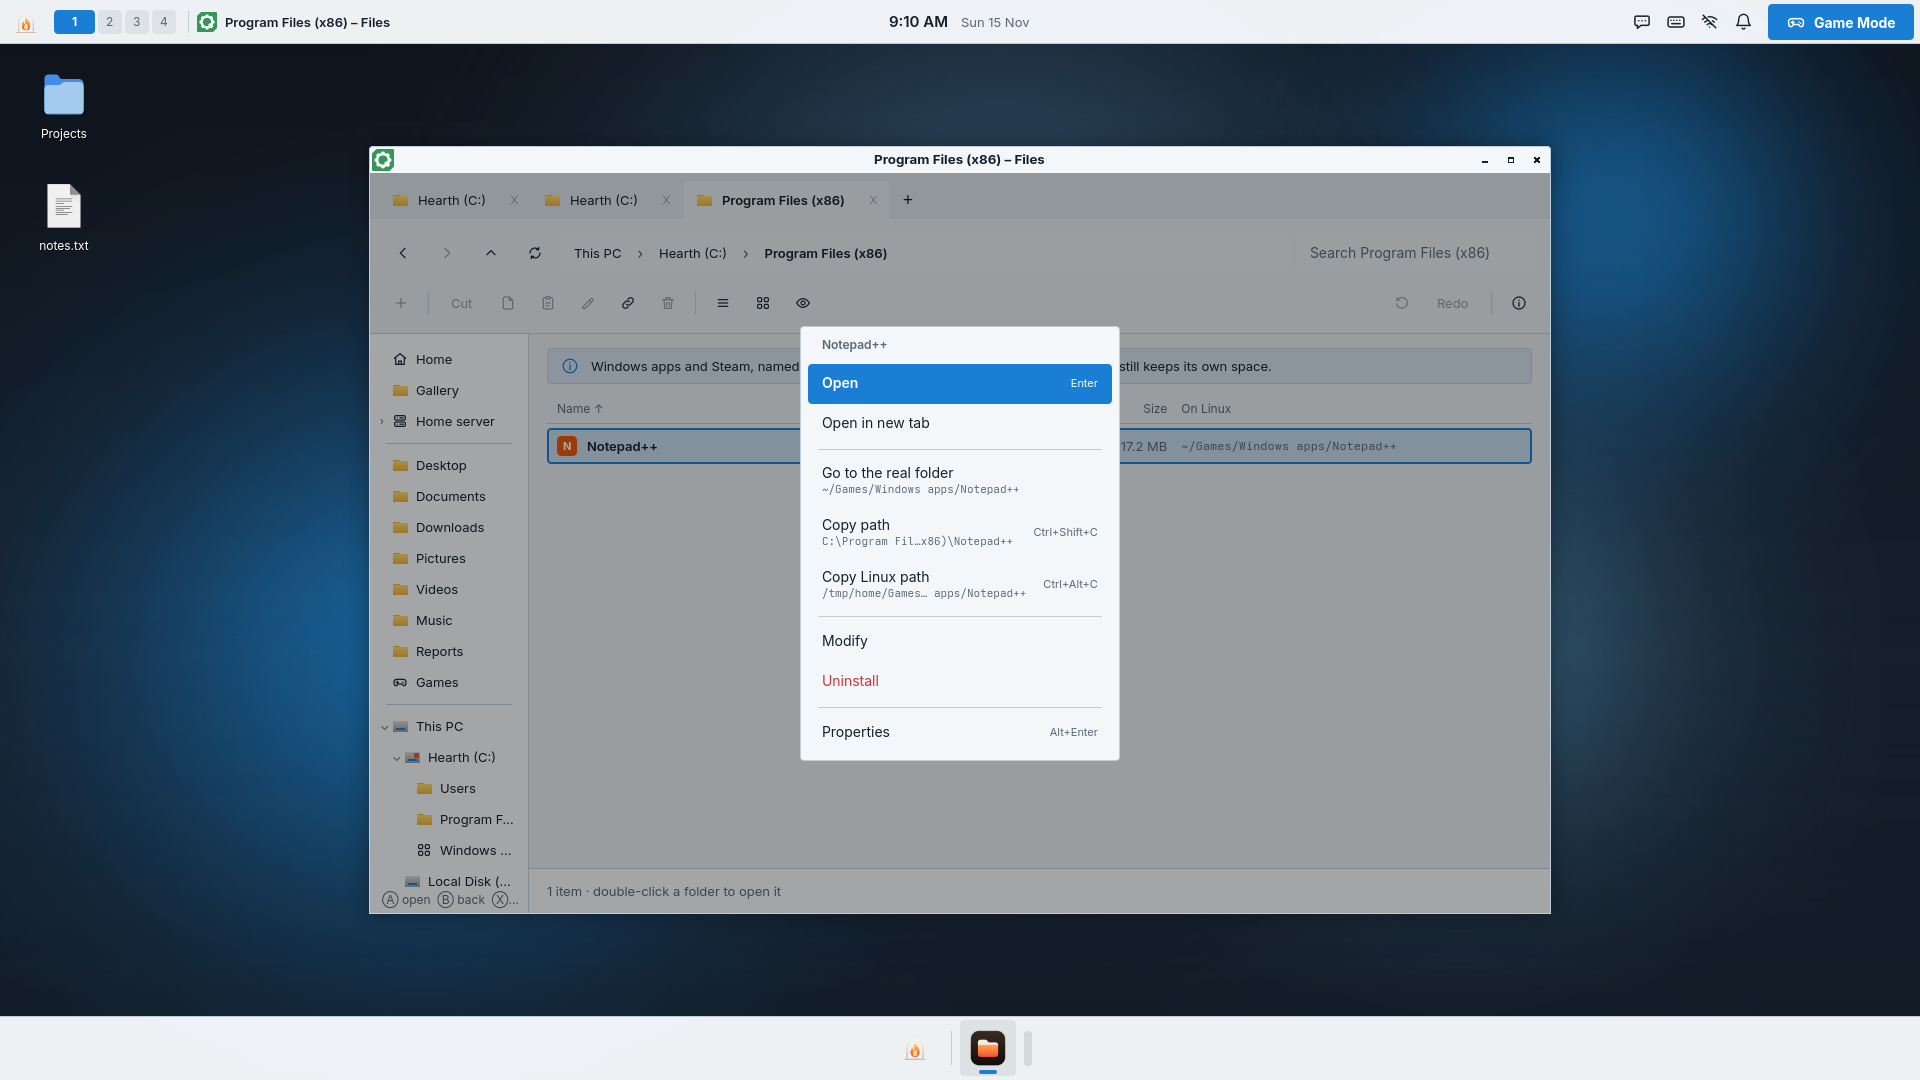 1 2 3 4 Program Files (x86) – Files 9:10 AM Sun 15 Nov Game Mode
Projects
notes.txt
Program Files (x86) – Files
Hearth (C:) Hearth (C:) Program Files (x86)
This PC › Hearth (C:) › Program Files (x86) Search Program Files (x86)
Cut Redo
Home
Gallery
Home server
Desktop
Documents
Downloads
Pictures
Videos
Music
Reports
Games
This PC
Hearth (C:)
Users
Program F...
Windows ...
Local Disk (...
A open B back X...
Windows apps and Steam, named still keeps its own space.
Name ↑ Size On Linux
N Notepad++ 17.2 MB ~/Games/Windows apps/Notepad++
Notepad++
Open Enter
Open in new tab
Go to the real folder
~/Games/Windows apps/Notepad++
Copy path Ctrl+Shift+C
C:\Program Fil…x86)\Notepad++
Copy Linux path Ctrl+Alt+C
/tmp/home/Games… apps/Notepad++
Modify
Uninstall
Properties Alt+Enter
1 item · double-click a folder to open it